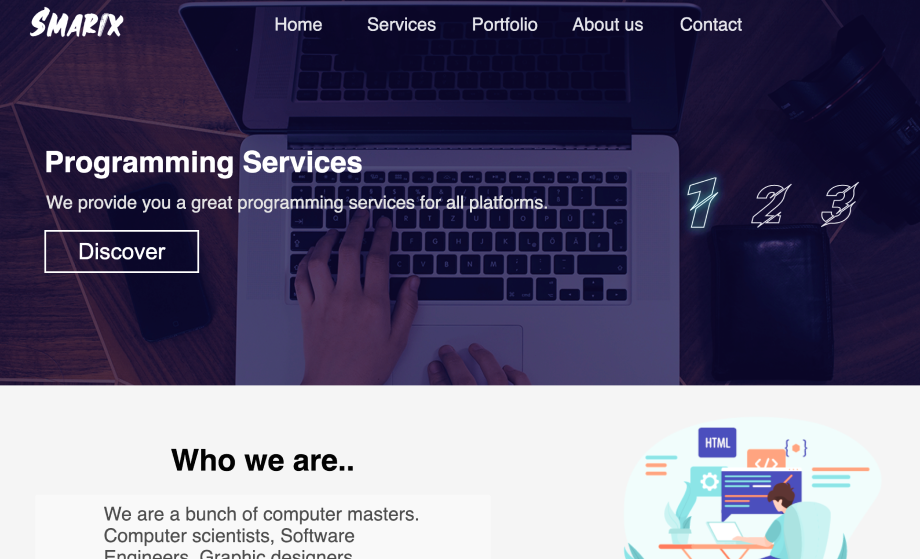 SMARIX
Home Services Portfolio About us Contact
Programming Services
We provide you a great programming services for all platforms.
Discover
1 2 3
HTML
{ }
</>
Who we are..
We are a bunch of computer masters.
Computer scientists, Software
Engineers, Graphic designers